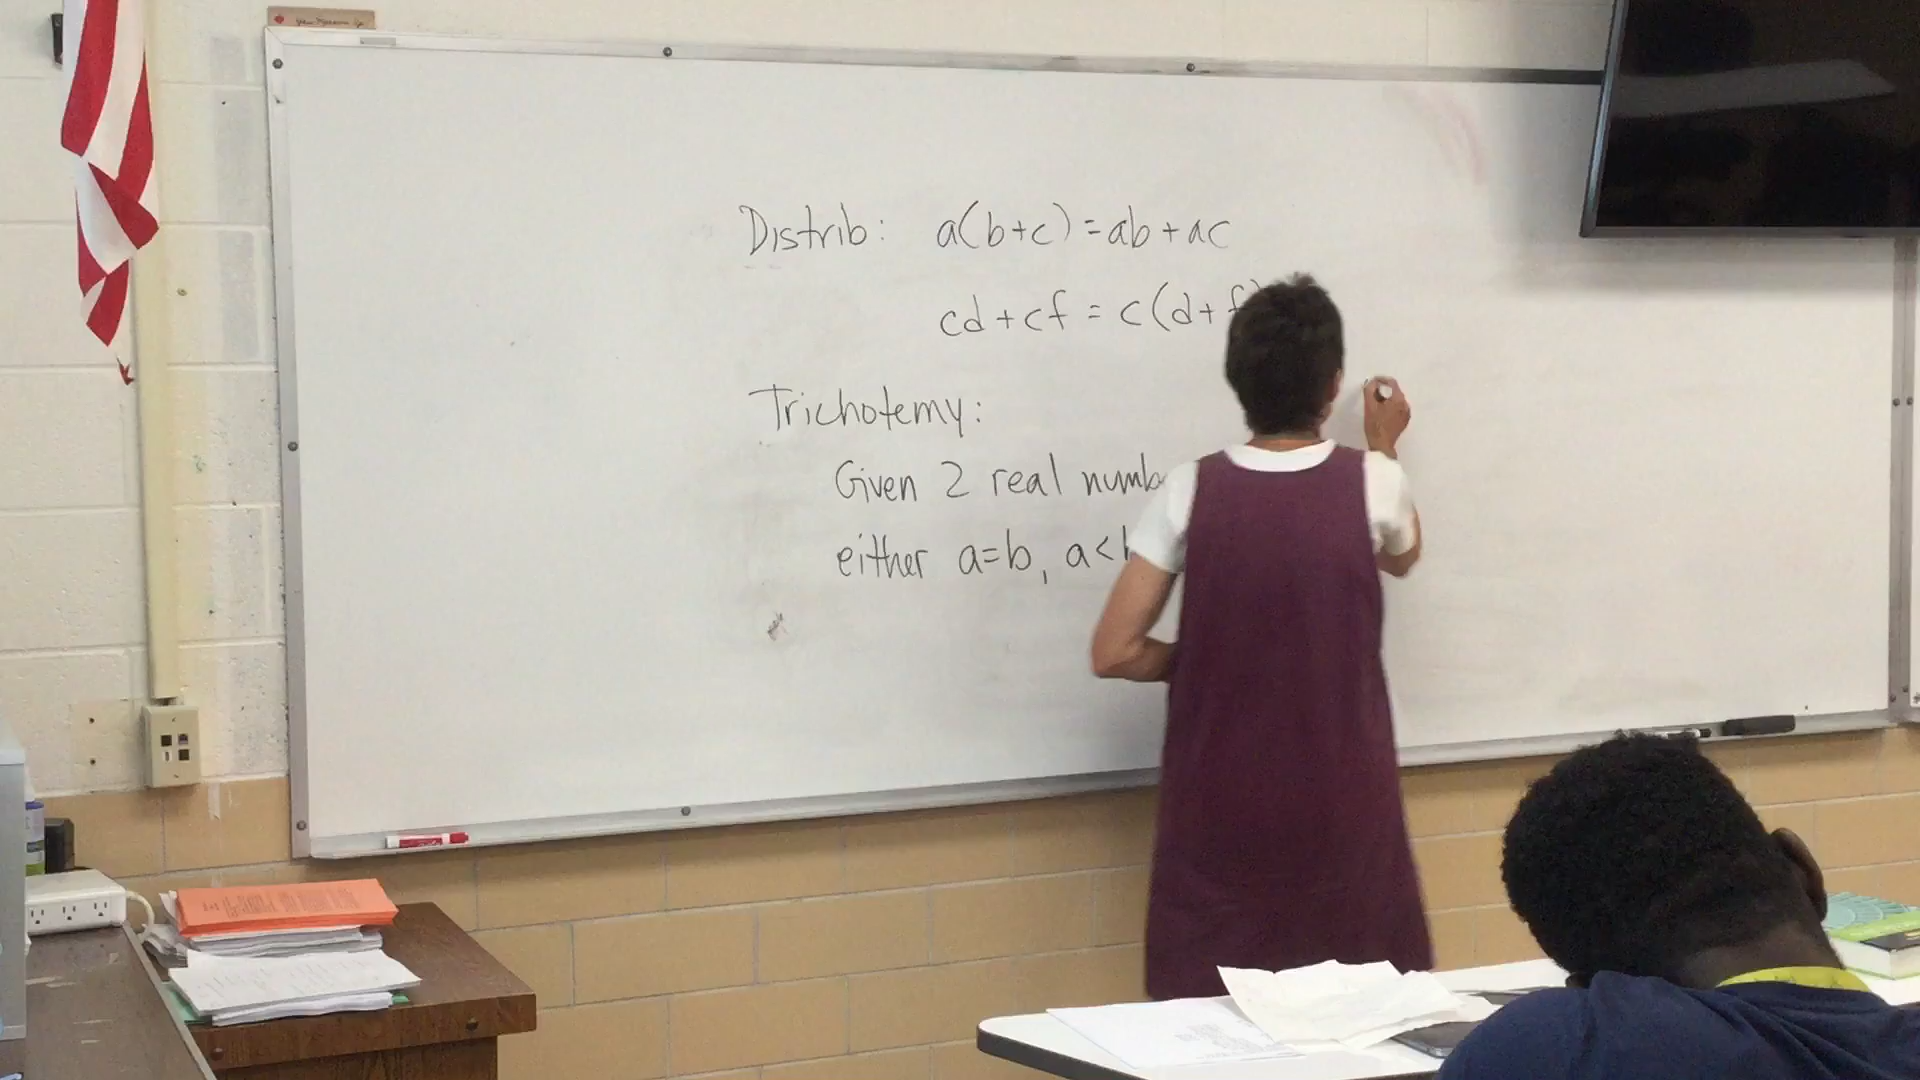 Distrib: a(b+c)=ab+ac
cd+cf = c(d+f)
Trichotemy:
Given 2 real numb
either a=b, a<b